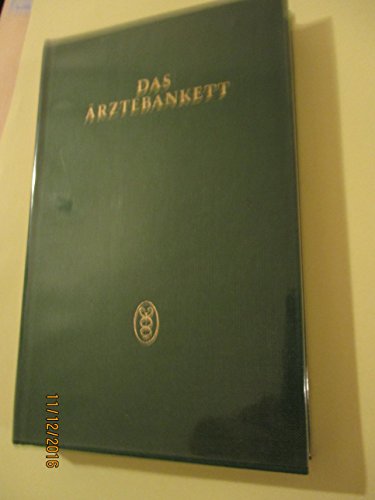 DAS
ÄRZTEBANKETT
11/12/2016